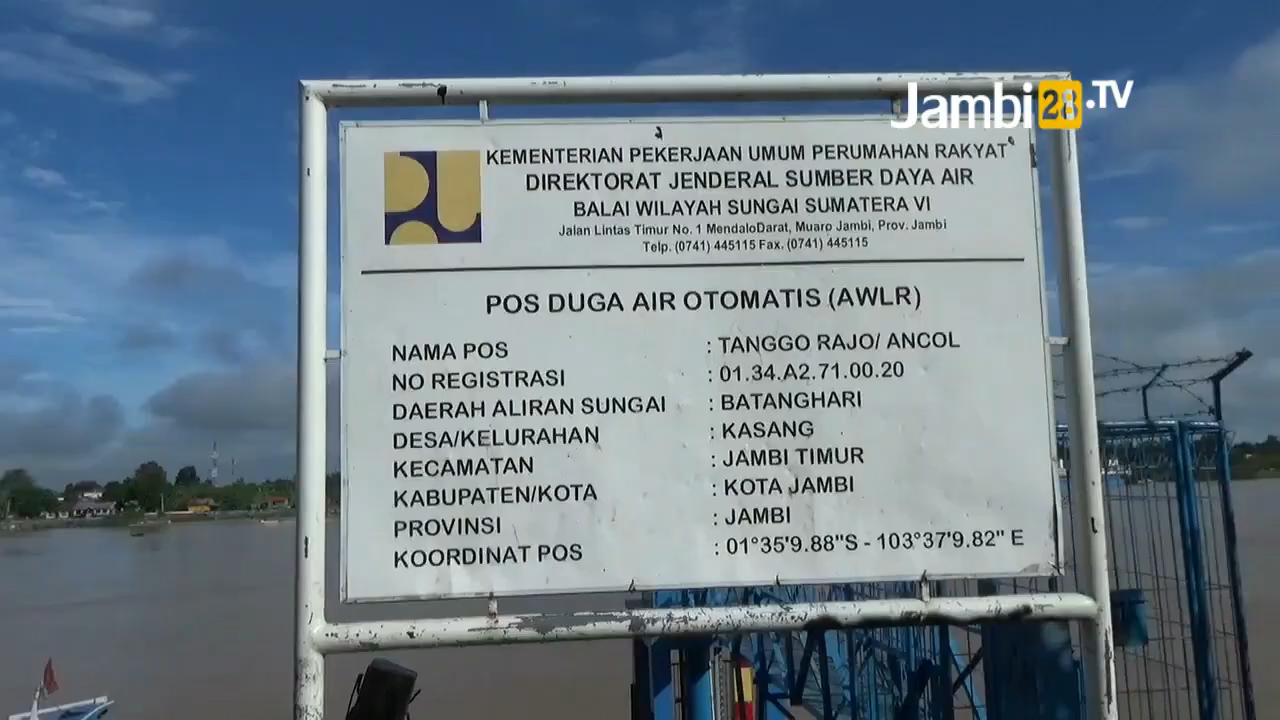 Jambi28.TV
KEMENTERIAN PEKERJAAN UMUM PERUMAHAN RAKYAT
DIREKTORAT JENDERAL SUMBER DAYA AIR
BALAI WILAYAH SUNGAI SUMATERA VI
Jalan Lintas Timur No. 1 MendaloDarat, Muaro Jambi, Prov. Jambi
Telp. (0741) 445115 Fax. (0741) 445115
POS DUGA AIR OTOMATIS (AWLR)
NAMA POS : TANGGO RAJO/ ANCOL
NO REGISTRASI : 01.34.A2.71.00.20
DAERAH ALIRAN SUNGAI : BATANGHARI
DESA/KELURAHAN : KASANG
KECAMATAN : JAMBI TIMUR
KABUPATEN/KOTA : KOTA JAMBI
PROVINSI : JAMBI
KOORDINAT POS : 01°35'9.88"S - 103°37'9.82" E